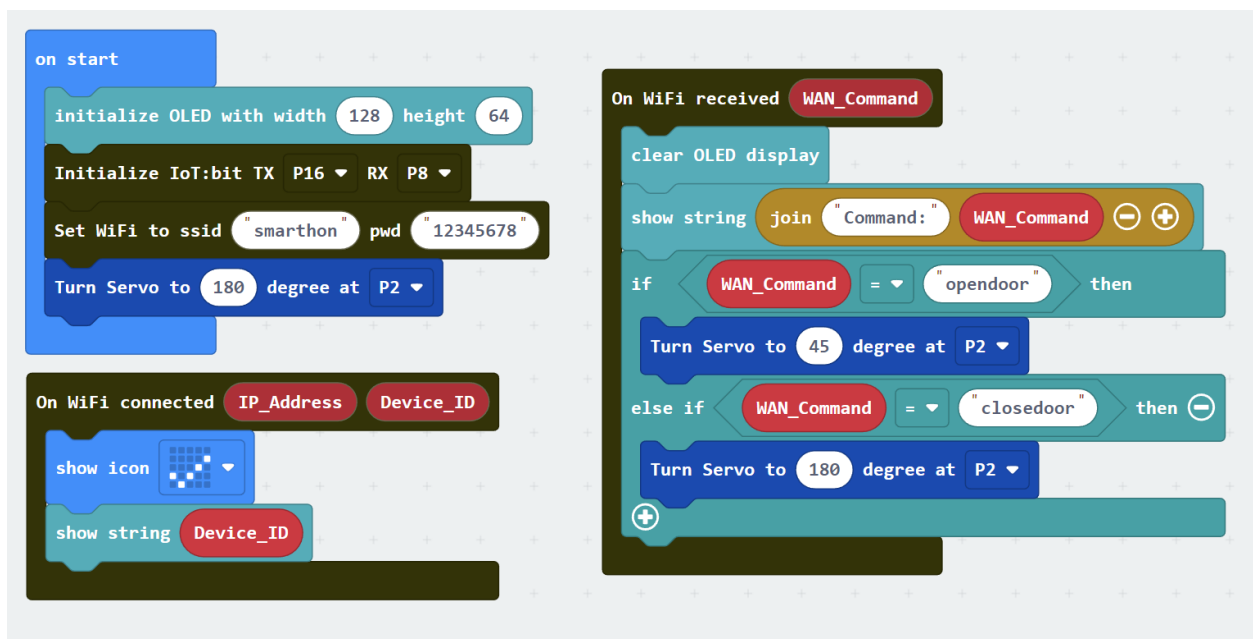 on start
initialize OLED with width 128 height 64
Initialize IoT:bit TX P16 RX P8
Set WiFi to ssid "smarthon" pwd "12345678"
Turn Servo to 180 degree at P2
On WiFi connected IP_Address Device_ID
show icon
show string Device_ID
On WiFi received WAN_Command
clear OLED display
show string join "Command:" WAN_Command
if WAN_Command = "opendoor" then
Turn Servo to 45 degree at P2
else if WAN_Command = "closedoor" then
Turn Servo to 180 degree at P2